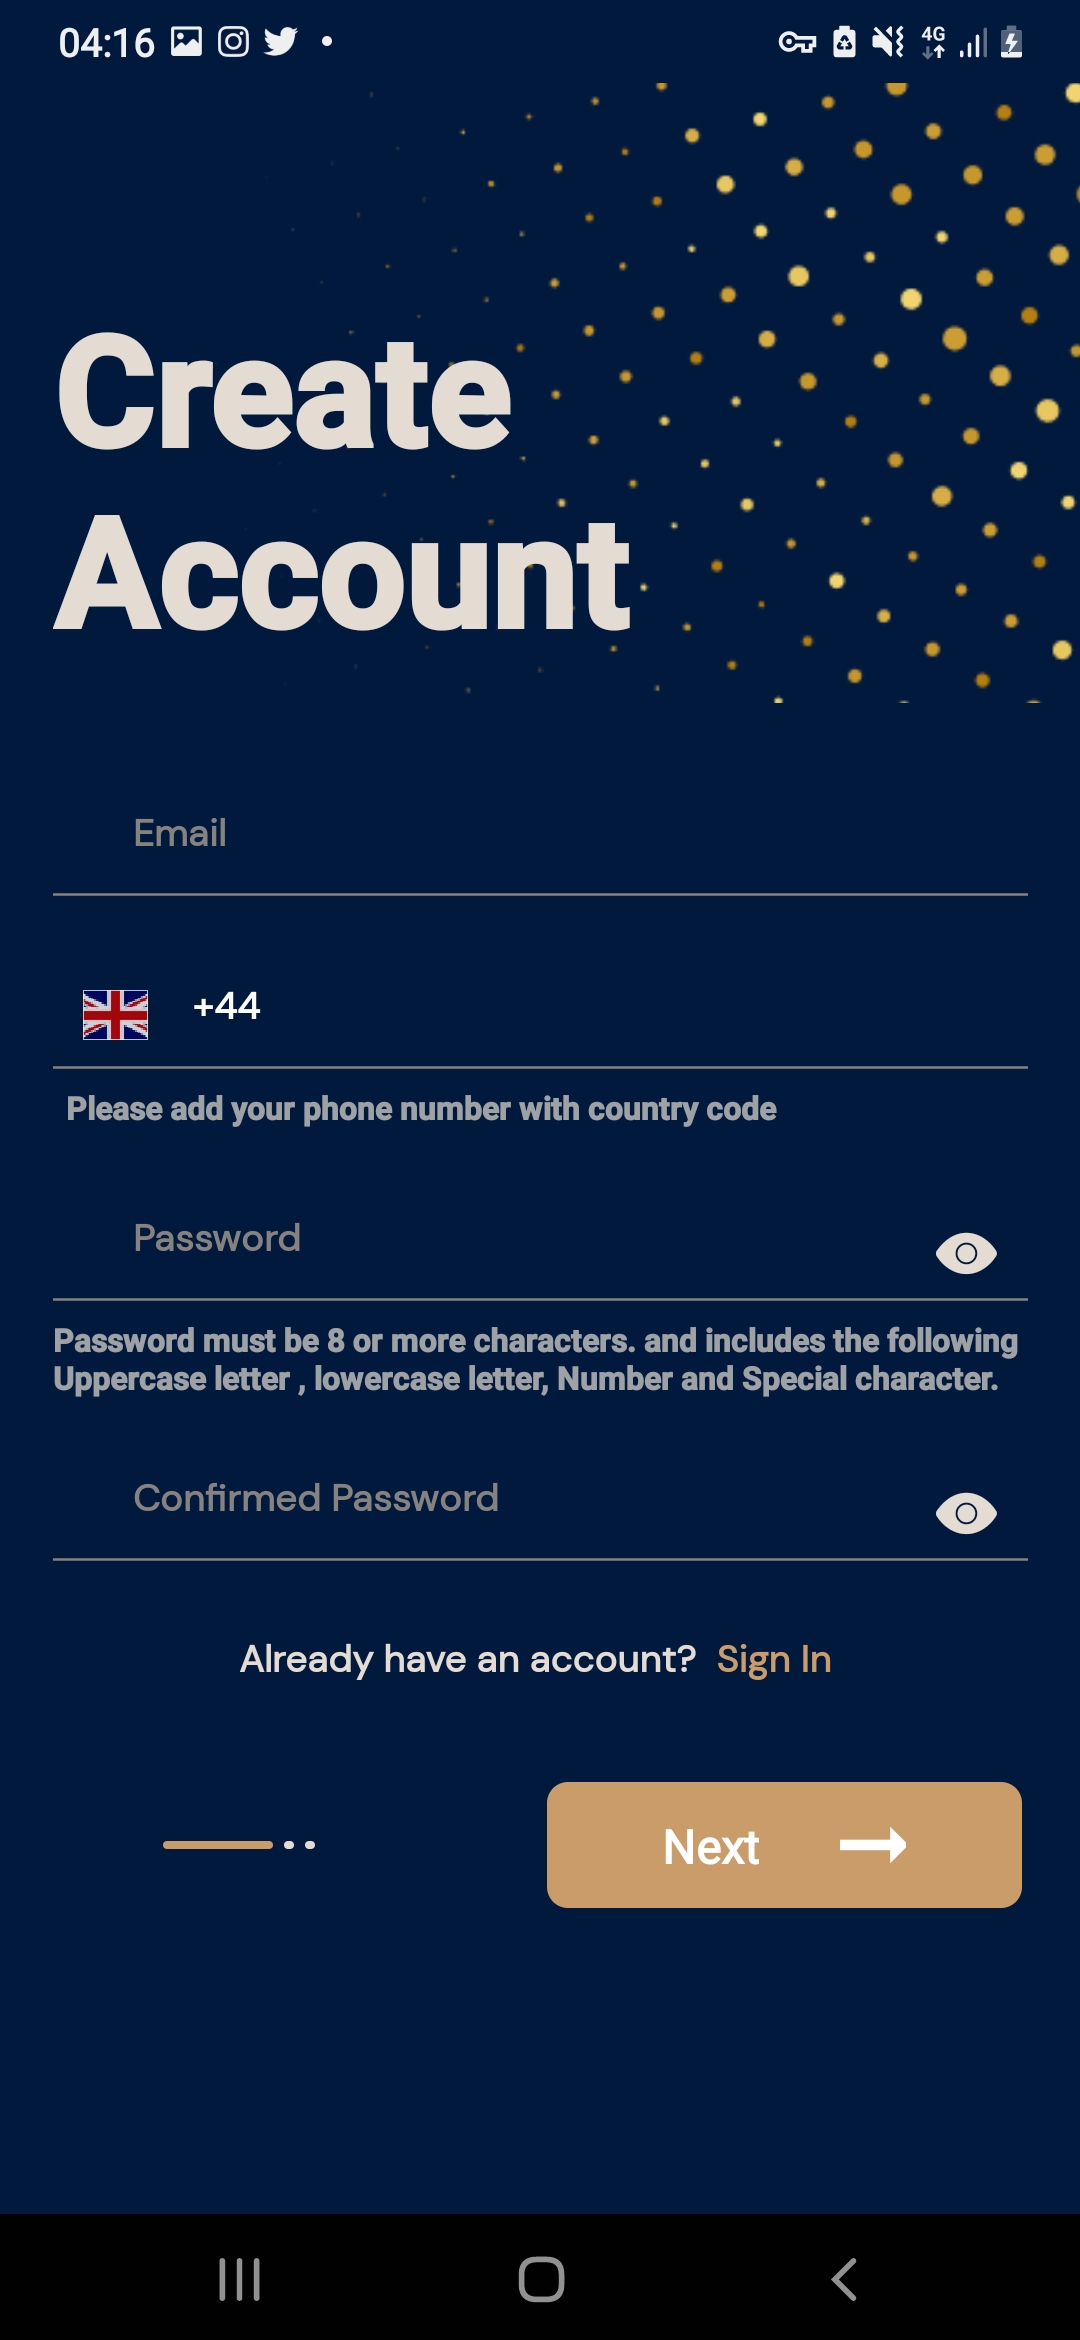 04:16
4G
Create
Account
Email
+44
Please add your phone number with country code
Password
Password must be 8 or more characters. and includes the following
Uppercase letter , lowercase letter, Number and Special character.
Confirmed Password
Already have an account? Sign In
Next